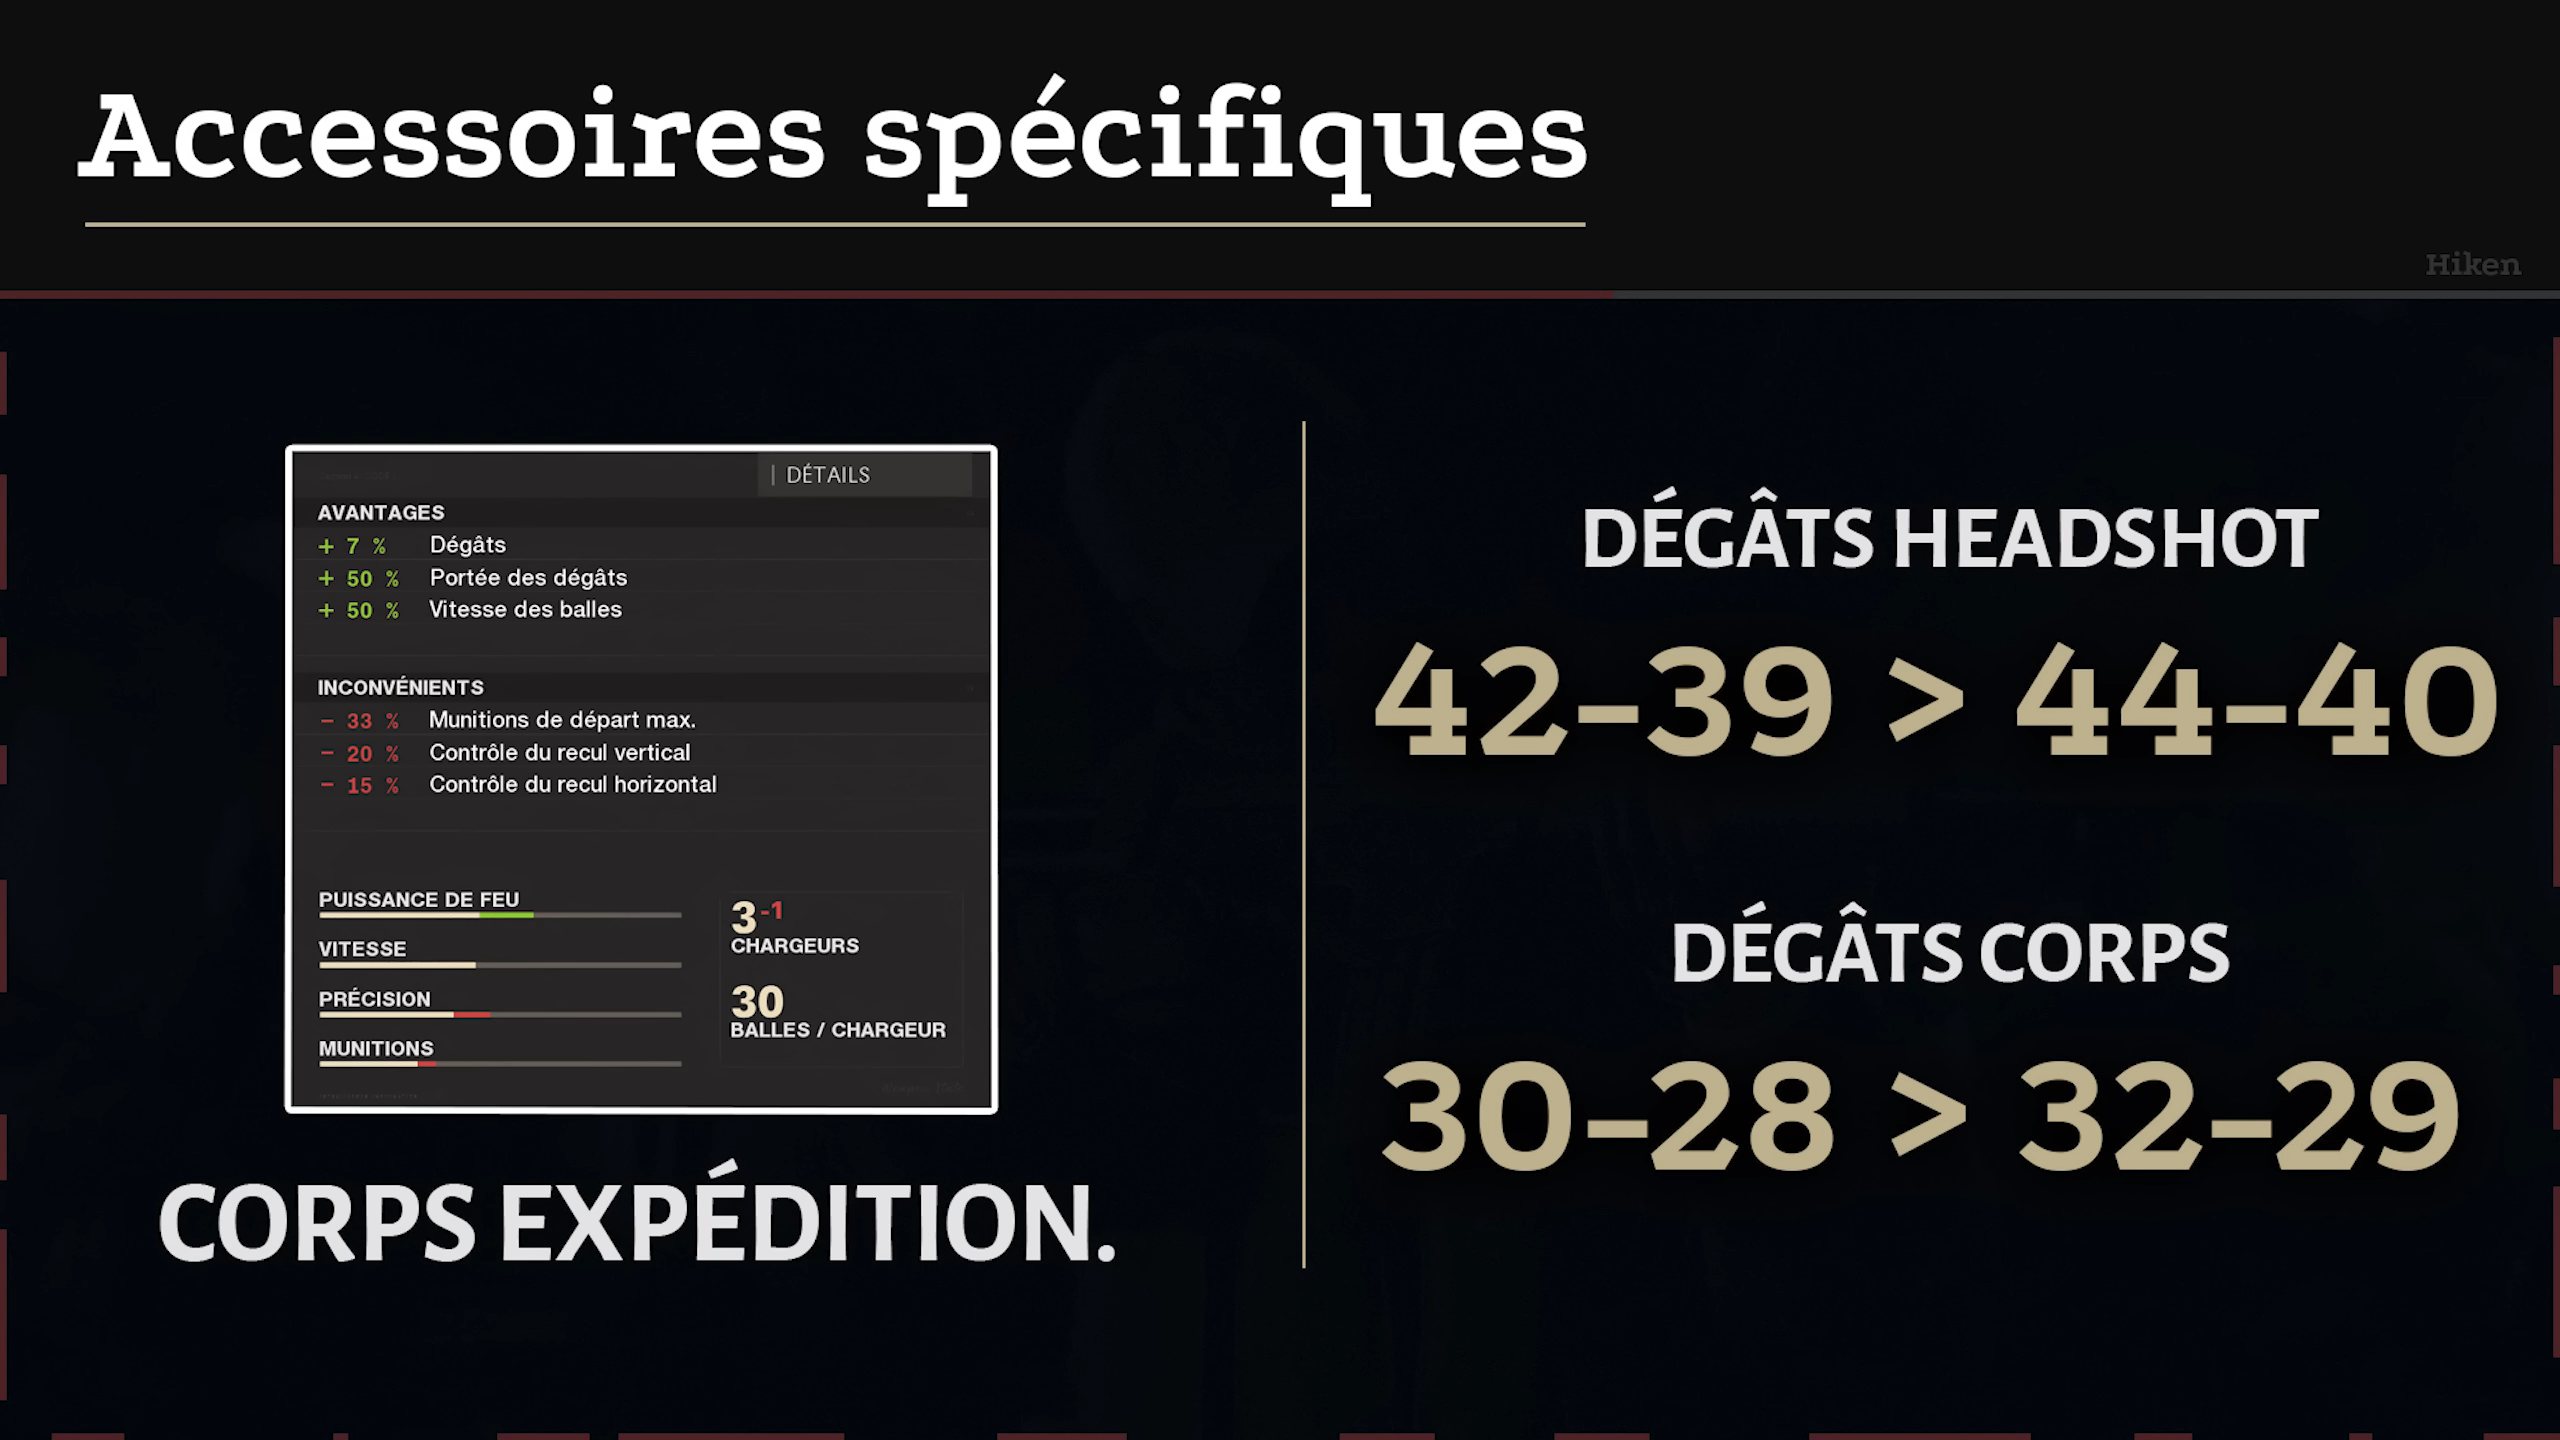 Accessoires spécifiques
Hiken
| DÉTAILS
AVANTAGES
+ 7 % Dégâts
+ 50 % Portée des dégâts
+ 50 % Vitesse des balles
INCONVÉNIENTS
- 33 % Munitions de départ max.
- 20 % Contrôle du recul vertical
- 15 % Contrôle du recul horizontal
PUISSANCE DE FEU
VITESSE
PRÉCISION
MUNITIONS
3 -1
CHARGEURS
30
BALLES / CHARGEUR
CORPS EXPÉDITION.
DÉGÂTS HEADSHOT
42-39 > 44-40
DÉGÂTS CORPS
30-28 > 32-29